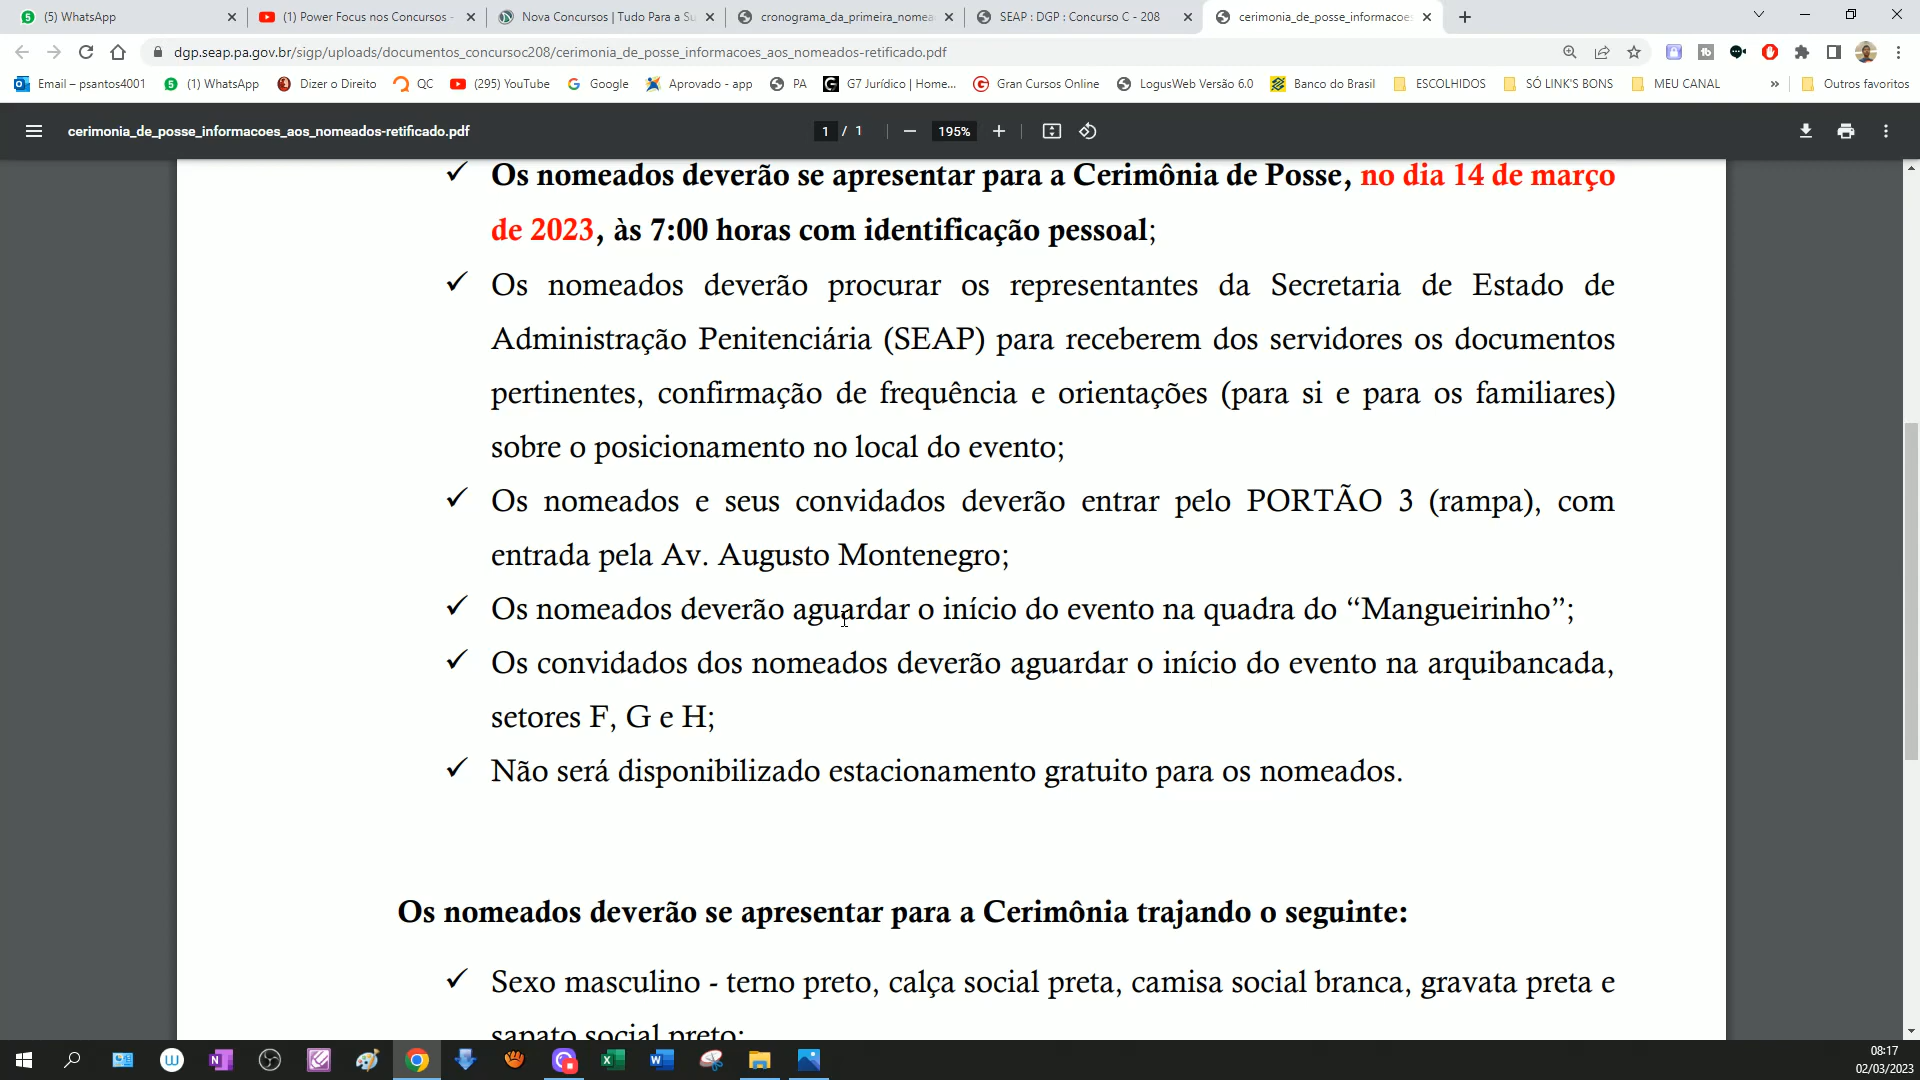 (5) WhatsApp
(1) Power Focus nos Concursos -
Nova Concursos | Tudo Para a Su
cronograma_da_primeira_nomea
SEAP : DGP : Concurso C - 208
cerimonia_de_posse_informacoes
dgp.seap.pa.gov.br/sigp/uploads/documentos_concursoc208/cerimonia_de_posse_informacoes_aos_nomeados-retificado.pdf
Email – psantos4001
(1) WhatsApp
Dizer o Direito
QC
(295) YouTube
Google
Aprovado - app
PA
G7 Jurídico | Home...
Gran Cursos Online
LogusWeb Versão 6.0
Banco do Brasil
ESCOLHIDOS
SÓ LINK'S BONS
MEU CANAL
»
Outros favoritos
cerimonia_de_posse_informacoes_aos_nomeados-retificado.pdf
1 / 1
195%
Os nomeados deverão se apresentar para a Cerimônia de Posse, no dia 14 de março
de 2023, às 7:00 horas com identificação pessoal;
Os nomeados deverão procurar os representantes da Secretaria de Estado de
Administração Penitenciária (SEAP) para receberem dos servidores os documentos
pertinentes, confirmação de frequência e orientações (para si e para os familiares)
sobre o posicionamento no local do evento;
Os nomeados e seus convidados deverão entrar pelo PORTÃO 3 (rampa), com
entrada pela Av. Augusto Montenegro;
Os nomeados deverão aguardar o início do evento na quadra do “Mangueirinho”;
Os convidados dos nomeados deverão aguardar o início do evento na arquibancada,
setores F, G e H;
Não será disponibilizado estacionamento gratuito para os nomeados.
Os nomeados deverão se apresentar para a Cerimônia trajando o seguinte:
Sexo masculino - terno preto, calça social preta, camisa social branca, gravata preta e
sapato social preto;
08:17
02/03/2023